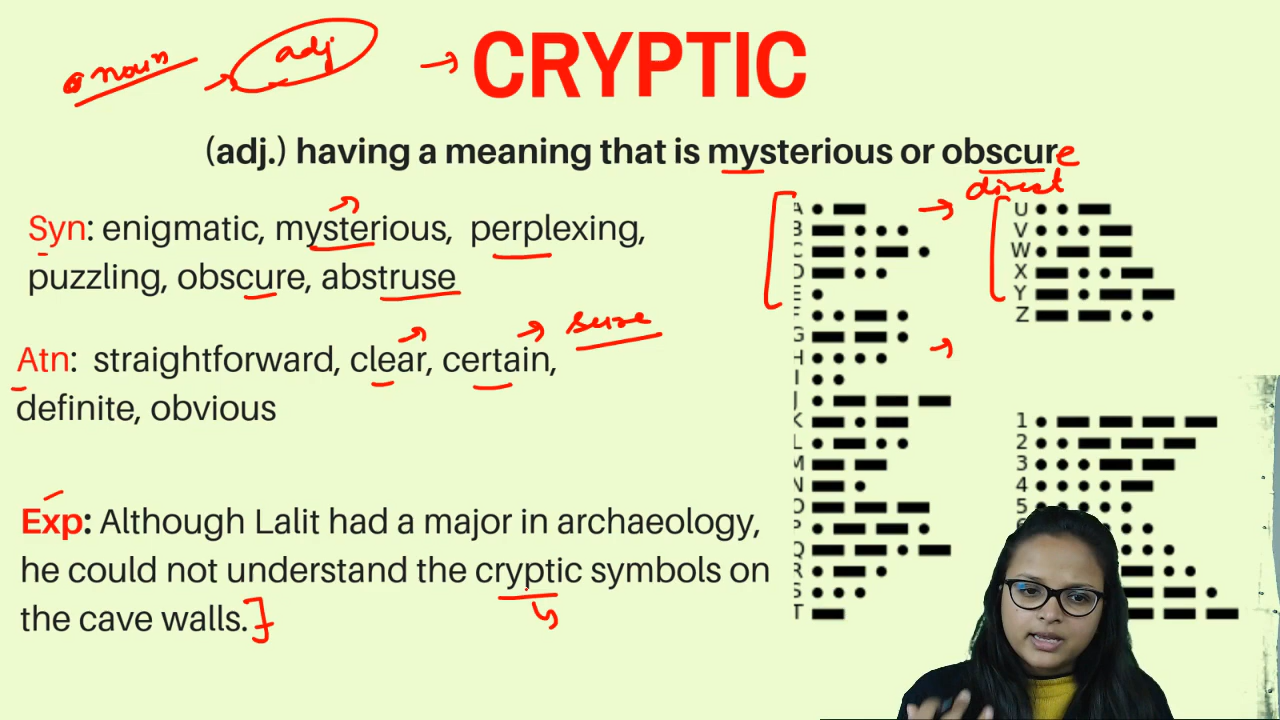 noun adj CRYPTIC
(adj.) having a meaning that is mysterious or obscure
direct
Syn: enigmatic, mysterious, perplexing,
puzzling, obscure, abstruse
sure
Atn: straightforward, clear, certain,
definite, obvious
Exp: Although Lalit had a major in archaeology,
he could not understand the cryptic symbols on
the cave walls.
A
B
C
D
E
F
G
H
I
J
K
L
M
N
O
P
Q
R
S
T
U
V
W
X
Y
Z
1
2
3
4
5